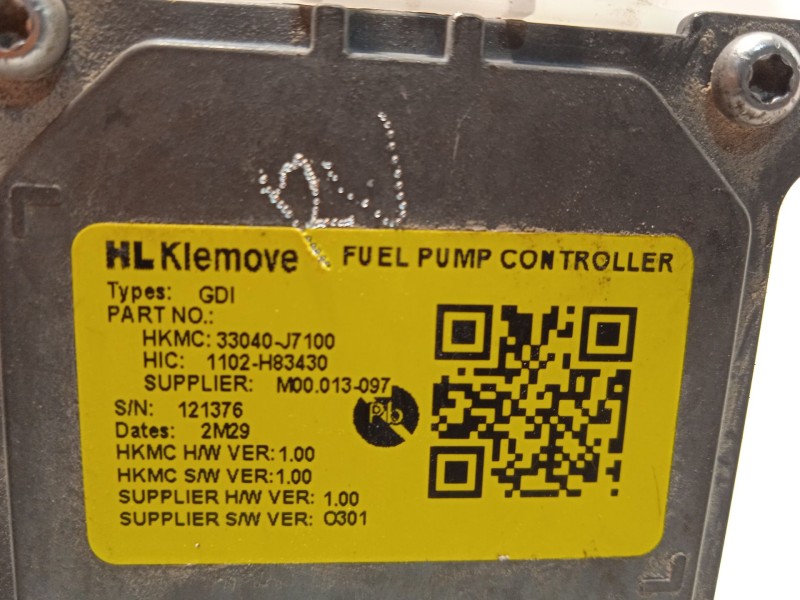 HL Klemove FUEL PUMP CONTROLLER
Types: GDI
PART NO.:
HKMC: 33040-J7100
HIC: 1102-H83430
SUPPLIER: M00.013-097
Pb
S/N: 121376
Dates: 2M29
HKMC H/W VER: 1.00
HKMC S/W VER: 1.00
SUPPLIER H/W VER: 1.00
SUPPLIER S/W VER: O301